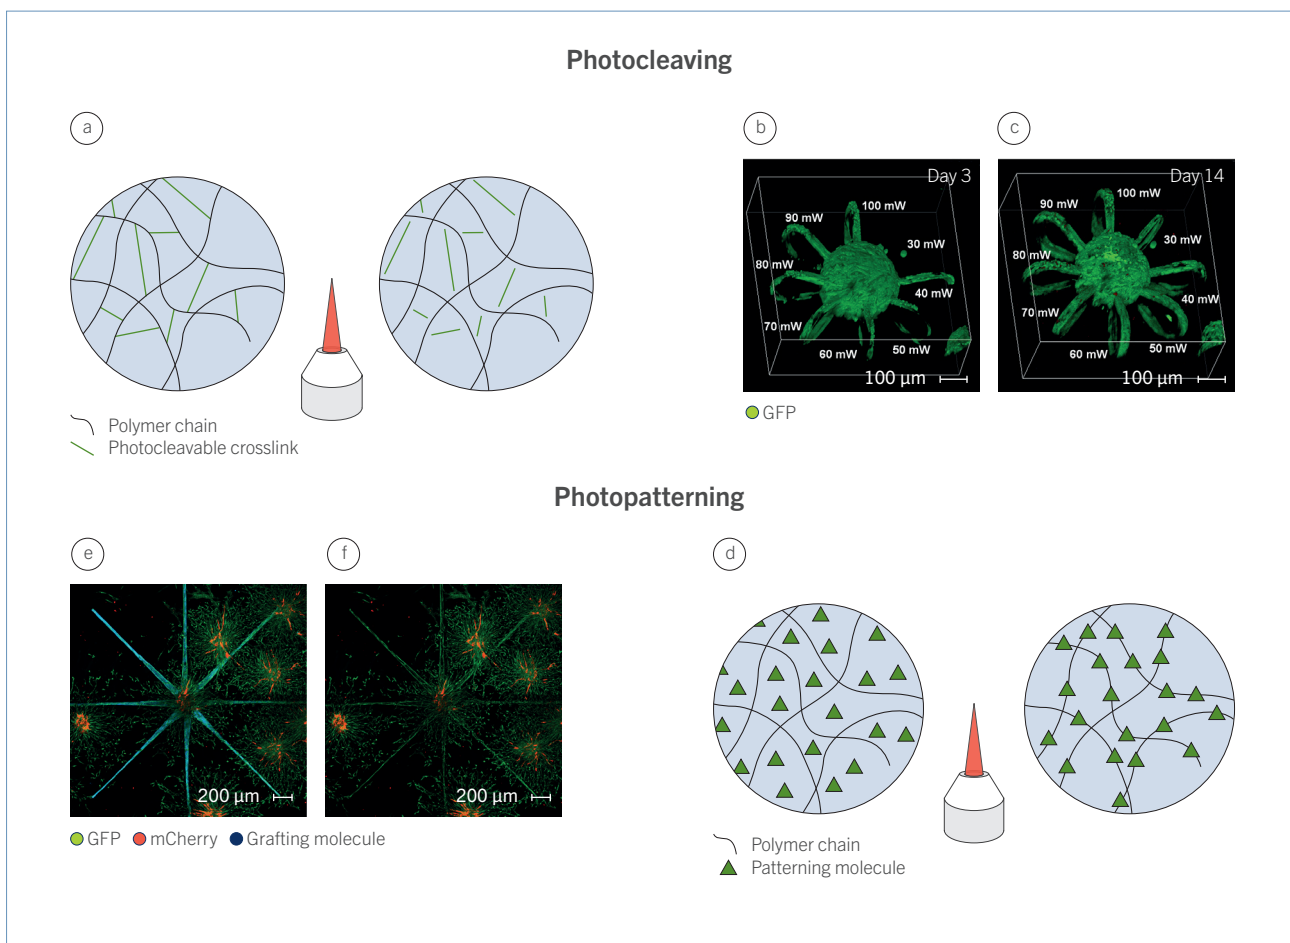 Photocleaving
a
b
c
Day 3
100 mW
90 mW
30 mW
80 mW
40 mW
70 mW
50 mW
60 mW
100 µm
Day 14
100 mW
90 mW
30 mW
80 mW
40 mW
70 mW
50 mW
60 mW
100 µm
Polymer chain
Photocleavable crosslink
GFP
Photopatterning
e
f
d
200 µm
200 µm
GFP mCherry Grafting molecule
Polymer chain
Patterning molecule